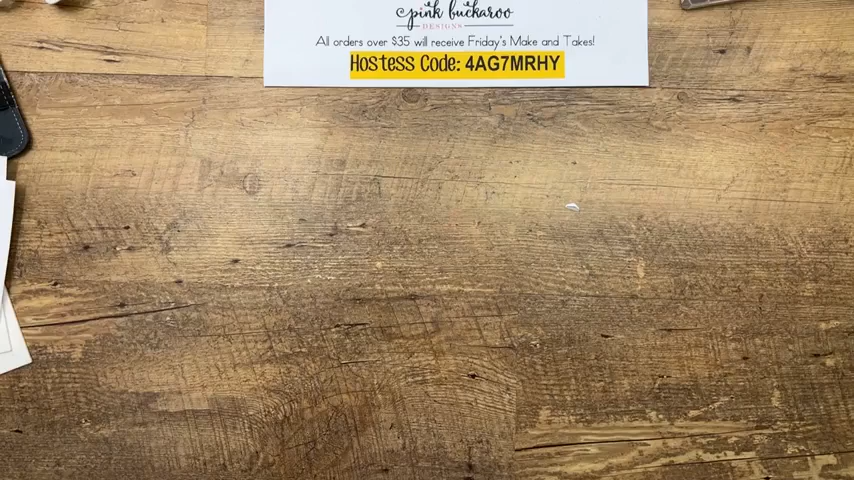 pink buckaroo
DESIGNS
All orders over $35 will receive Friday's Make and Takes!
Hostess Code: 4AG7MRHY